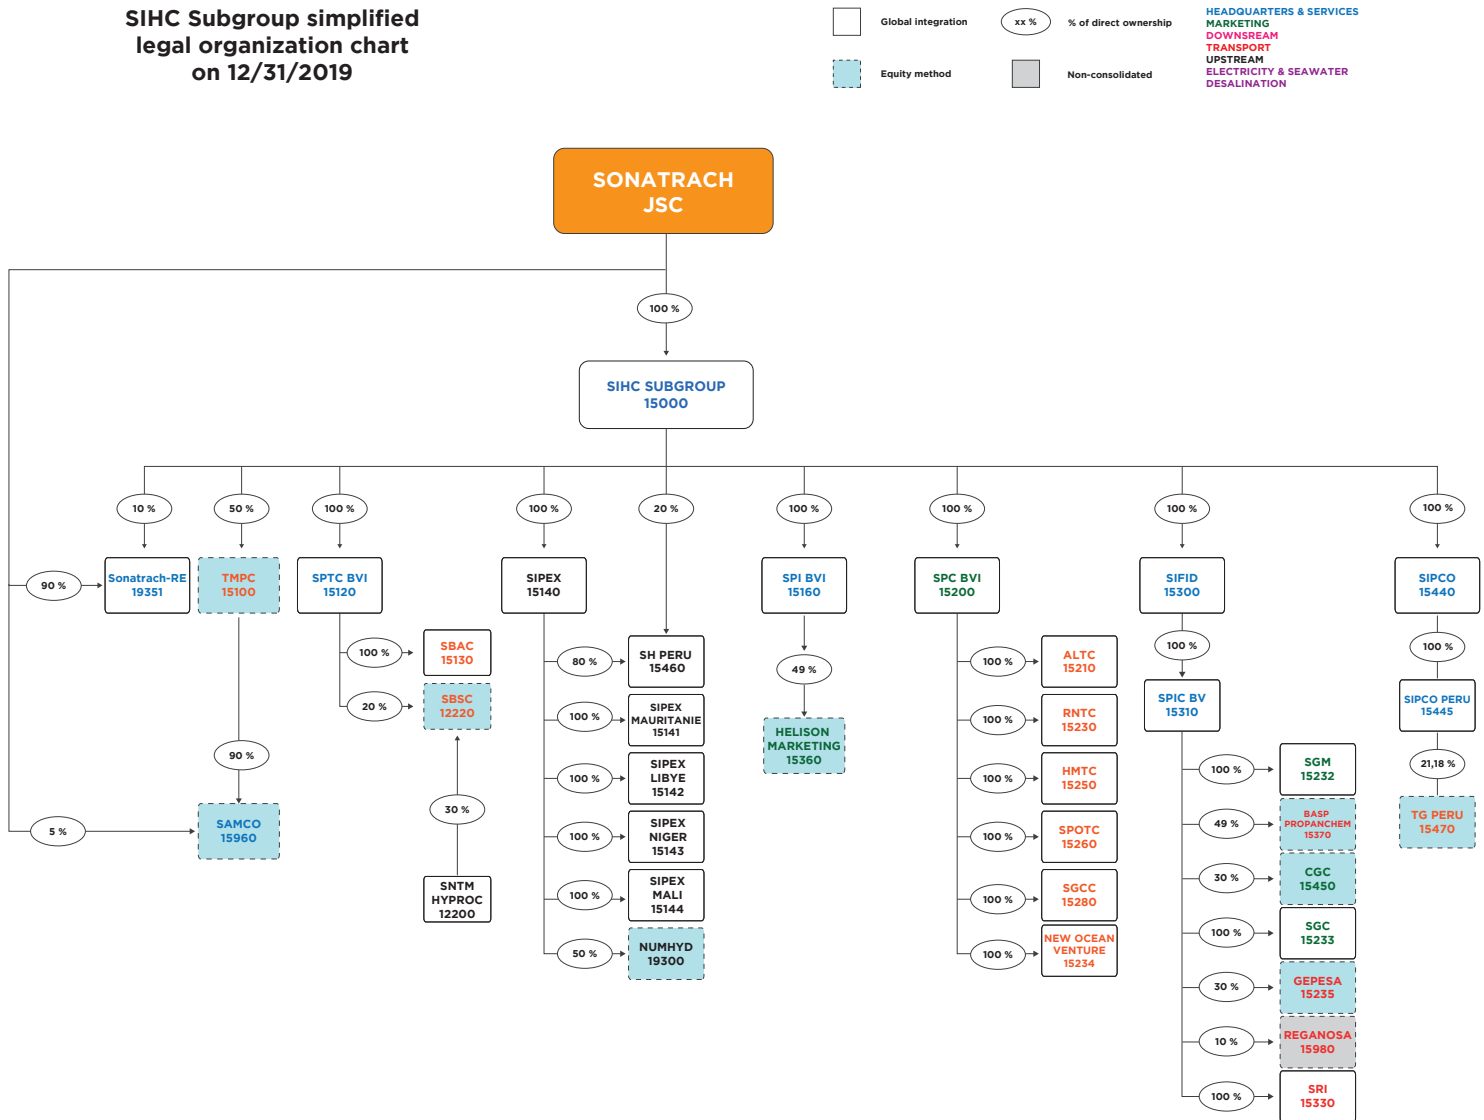 SIHC Subgroup simplified
legal organization chart
on 12/31/2019
Global integration
xx %
% of direct ownership
Equity method
Non-consolidated
HEADQUARTERS & SERVICES
MARKETING
DOWNSREAM
TRANSPORT
UPSTREAM
ELECTRICITY & SEAWATER
DESALINATION
SONATRACH
JSC
100 %
SIHC SUBGROUP
15000
10 %
50 %
100 %
100 %
20 %
100 %
100 %
100 %
100 %
90 %
Sonatrach-RE
19351
TMPC
15100
SPTC BVI
15120
SIPEX
15140
SPI BVI
15160
SPC BVI
15200
SIFID
15300
SIPCO
15440
100 %
SBAC
15130
20 %
SBSC
12220
80 %
SH PERU
15460
49 %
100 %
ALTC
15210
100 %
100 %
SPIC BV
15310
SIPCO PERU
15445
100 %
SIPEX
MAURITANIE
15141
HELISON
MARKETING
15360
100 %
RNTC
15230
90 %
100 %
SIPEX
LIBYE
15142
100 %
HMTC
15250
100 %
SGM
15232
21,18 %
30 %
SAMCO
15960
5 %
100 %
SIPEX
NIGER
15143
100 %
SPOTC
15260
49 %
BASP
PROPANCHEM
15370
TG PERU
15470
SNTM
HYPROC
12200
100 %
SIPEX
MALI
15144
100 %
SGCC
15280
30 %
CGC
15450
50 %
NUMHYD
19300
100 %
NEW OCEAN
VENTURE
15234
100 %
SGC
15233
30 %
GEPESA
15235
10 %
REGANOSA
15980
100 %
SRI
15330